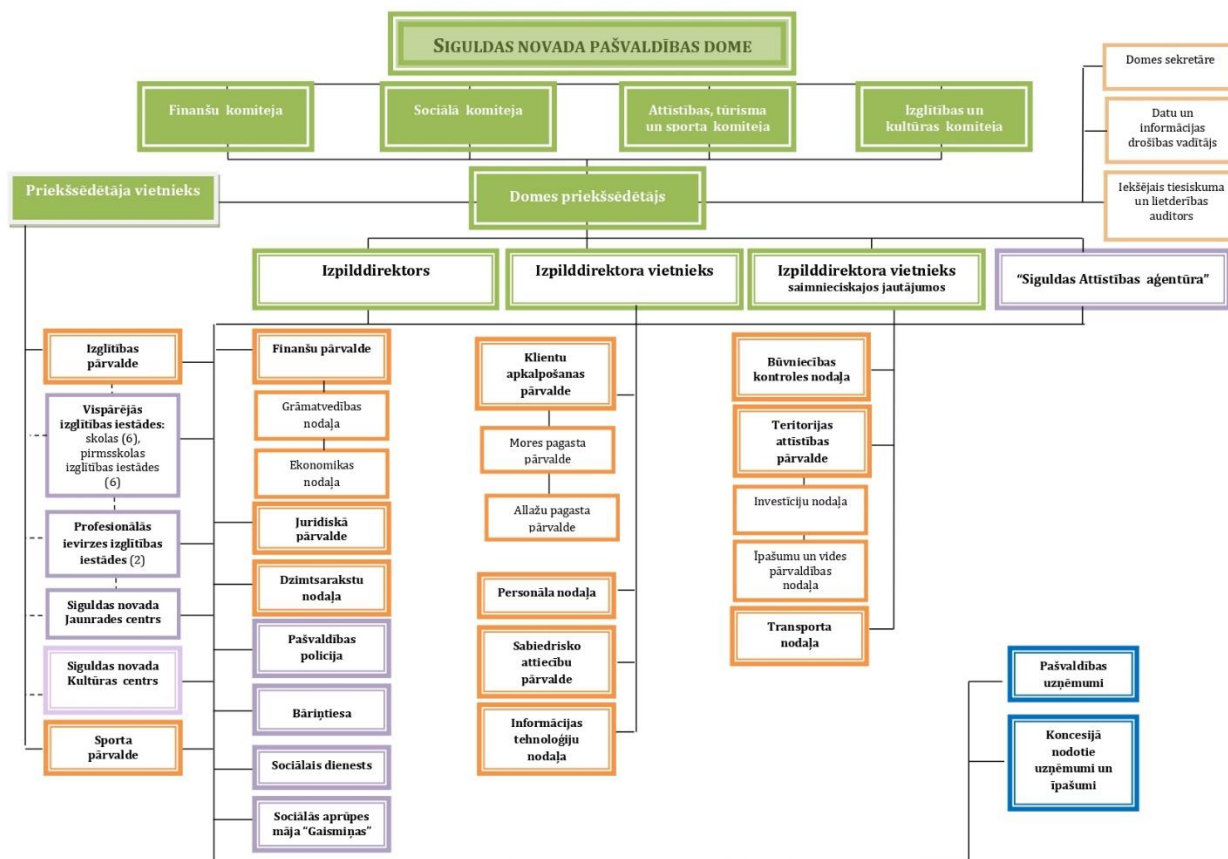 SIGULDAS NOVADA PAŠVALDĪBAS DOME
Finanšu komiteja
Sociālā komiteja
Attīstības, tūrisma
un sporta komiteja
Izglītības un
kultūras komiteja
Domes sekretāre
Datu un
informācijas
drošības vadītājs
Iekšējais tiesiskuma
un lietderības
auditors
Priekšsēdētāja vietnieks
Domes priekšsēdētājs
Izpilddirektors
Izpilddirektora vietnieks
Izpilddirektora vietnieks
saimnieciskajos jautājumos
“Siguldas Attīstības aģentūra”
Izglītības
pārvalde
Vispārējās
izglītības iestādes:
skolas (6),
pirmsskolas
izglītības iestādes
(6)
Profesionālās
ievirzes izglītības
iestādes (2)
Siguldas novada
Jaunrades centrs
Siguldas novada
Kultūras centrs
Sporta
pārvalde
Finanšu pārvalde
Grāmatvedības
nodaļa
Ekonomikas
nodaļa
Juridiskā
pārvalde
Dzimtsarakstu
nodaļa
Pašvaldības
policija
Bāriņtiesa
Sociālais dienests
Sociālās aprūpes
māja “Gaismiņas”
Klientu
apkalpošanas
pārvalde
Mores pagasta
pārvalde
Allažu pagasta
pārvalde
Personāla nodaļa
Sabiedrisko
attiecību
pārvalde
Informācijas
tehnoloģiju
nodaļa
Būvniecības
kontroles nodaļa
Teritorijas
attīstības
pārvalde
Investīciju nodaļa
Īpašumu un vides
pārvaldības
nodaļa
Transporta
nodaļa
Pašvaldības
uzņēmumi
Koncesijā
nodotie
uzņēmumi un
īpašumi